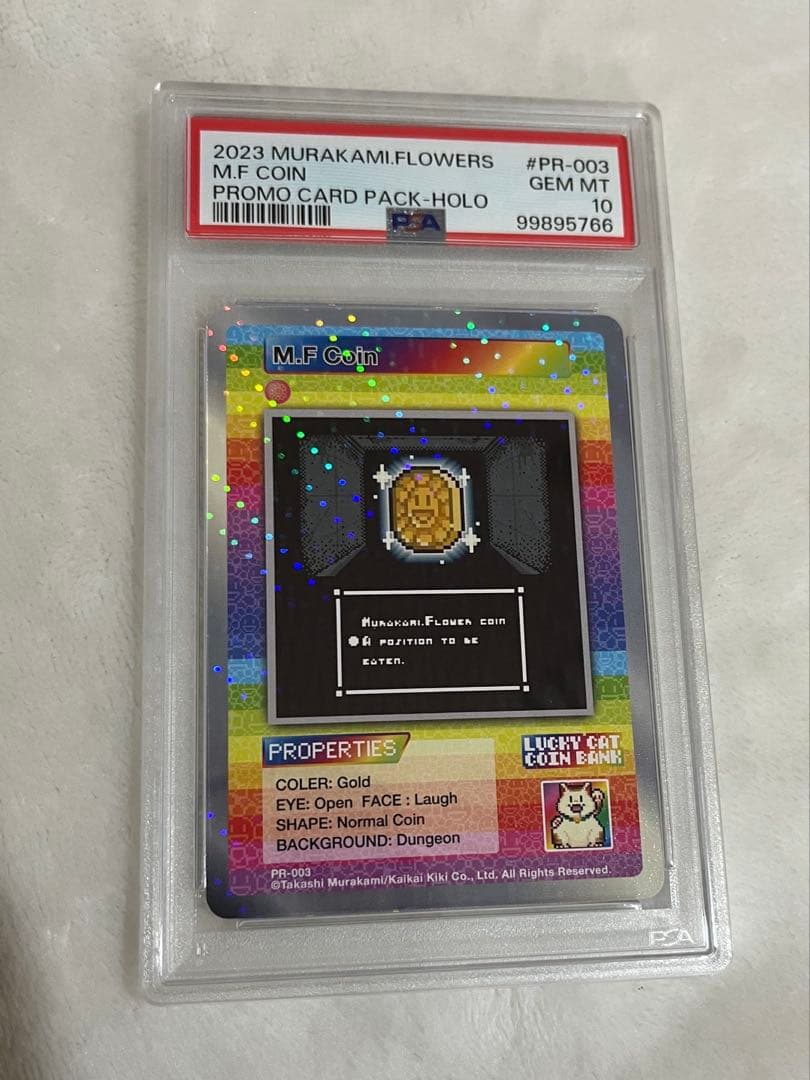 2023 MURAKAMI.FLOWERS #PR-003
M.F COIN GEM MT
PROMO CARD PACK-HOLO 10
PSA 99895766
M.F Coin
MURAKAMI.FLOWER COIN
A POSITION TO BE
EATEN.
PROPERTIES
LUCKY CAT
COIN BANK
COLER: Gold
EYE: Open FACE : Laugh
SHAPE: Normal Coin
BACKGROUND: Dungeon
PR-003
©Takashi Murakami/Kaikai Kiki Co., Ltd. All Rights Reserved.
PSA